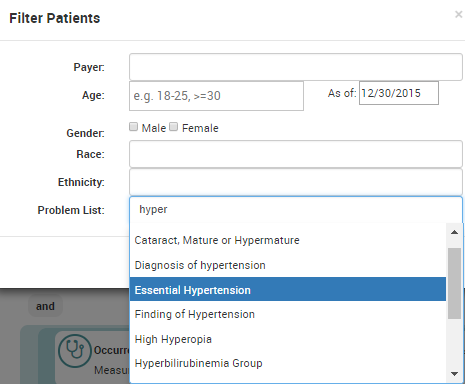 Filter Patients ×
Payer:
Age: e.g. 18-25, >=30 As of: 12/30/2015
Gender: Male Female
Race:
Ethnicity:
Problem List: hyper
Cataract, Mature or Hypermature
Diagnosis of hypertension
Essential Hypertension
Finding of Hypertension
High Hyperopia
Hyperbilirubinemia Group
and
Occurre
Measu